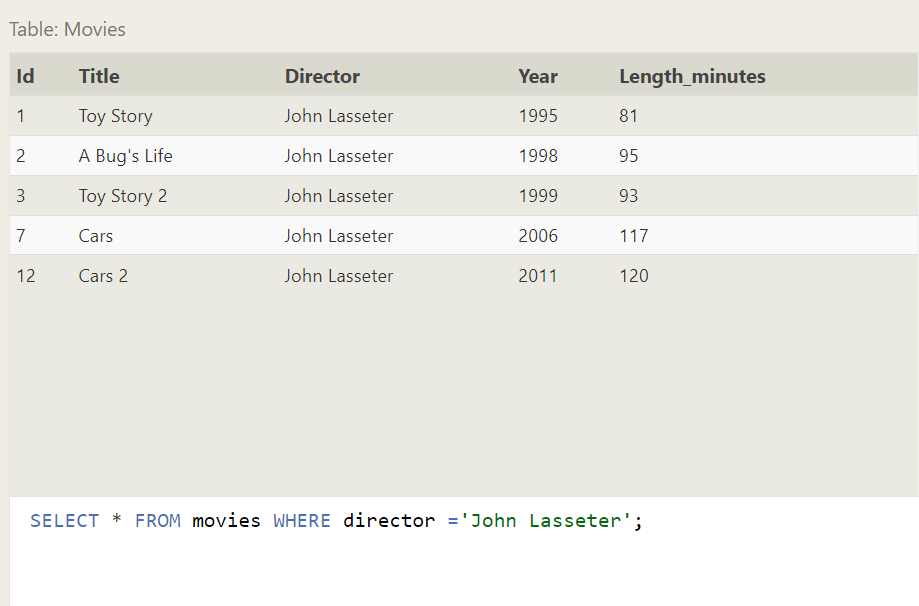 Table: Movies
Id Title Director Year Length_minutes
1 Toy Story John Lasseter 1995 81
2 A Bug's Life John Lasseter 1998 95
3 Toy Story 2 John Lasseter 1999 93
7 Cars John Lasseter 2006 117
12 Cars 2 John Lasseter 2011 120
SELECT * FROM movies WHERE director ='John Lasseter';